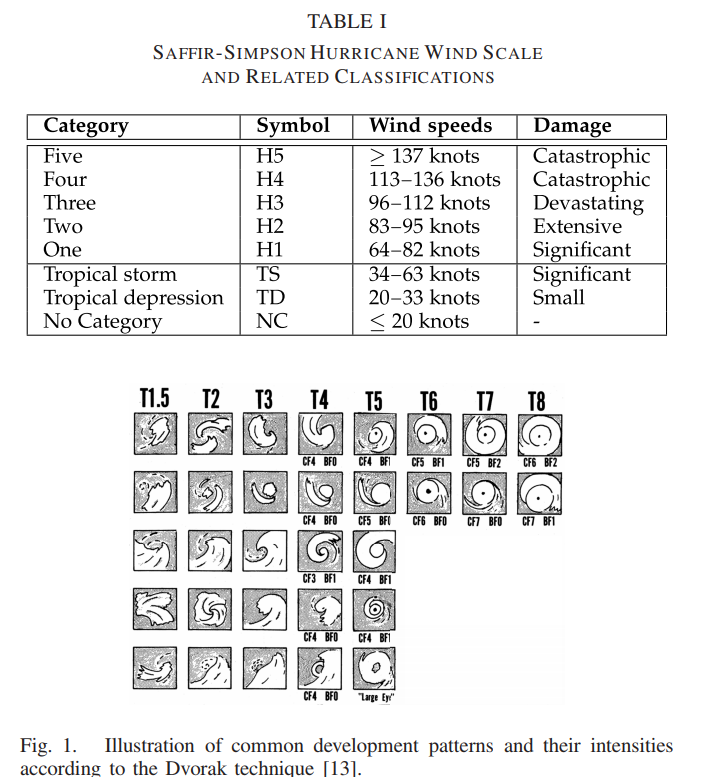 TABLE I
SAFFIR-SIMPSON HURRICANE WIND SCALE
AND RELATED CLASSIFICATIONS
Category Symbol Wind speeds Damage
Five H5 ≥ 137 knots Catastrophic
Four H4 113–136 knots Catastrophic
Three H3 96–112 knots Devastating
Two H2 83–95 knots Extensive
One H1 64–82 knots Significant
Tropical storm TS 34–63 knots Significant
Tropical depression TD 20–33 knots Small
No Category NC ≤ 20 knots -
T1.5 T2 T3 T4 T5 T6 T7 T8
CF4 BF0 CF4 BF1 CF5 BF1 CF5 BF2 CF6 BF2
CF4 BF0 CF5 BF0 CF6 BF0 CF7 BF0 CF7 BF1
CF3 BF1 CF4 BF1
CF4 BF0 CF4 BF1
CF4 BF0 "Large Eye"
Fig. 1. Illustration of common development patterns and their intensities
according to the Dvorak technique [13].